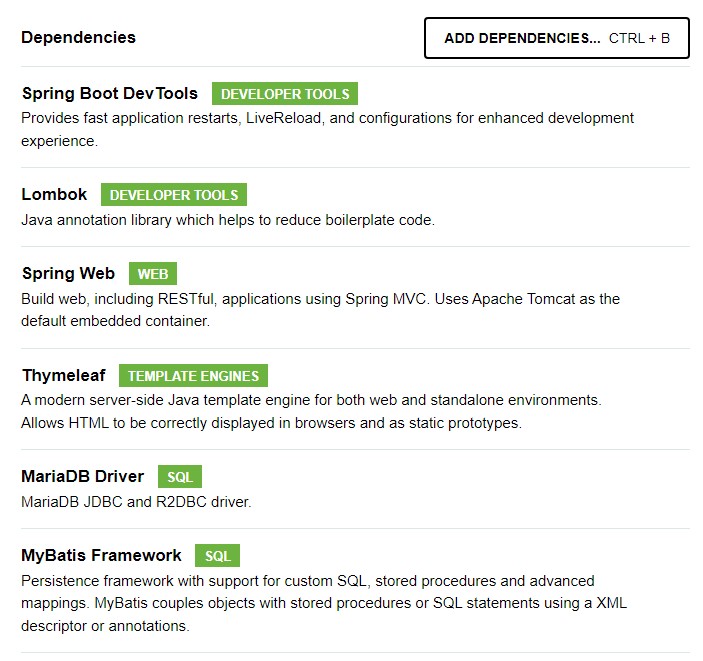 Dependencies ADD DEPENDENCIES... CTRL + B
Spring Boot DevTools DEVELOPER TOOLS
Provides fast application restarts, LiveReload, and configurations for enhanced development
experience.
Lombok DEVELOPER TOOLS
Java annotation library which helps to reduce boilerplate code.
Spring Web WEB
Build web, including RESTful, applications using Spring MVC. Uses Apache Tomcat as the
default embedded container.
Thymeleaf TEMPLATE ENGINES
A modern server-side Java template engine for both web and standalone environments.
Allows HTML to be correctly displayed in browsers and as static prototypes.
MariaDB Driver SQL
MariaDB JDBC and R2DBC driver.
MyBatis Framework SQL
Persistence framework with support for custom SQL, stored procedures and advanced
mappings. MyBatis couples objects with stored procedures or SQL statements using a XML
descriptor or annotations.